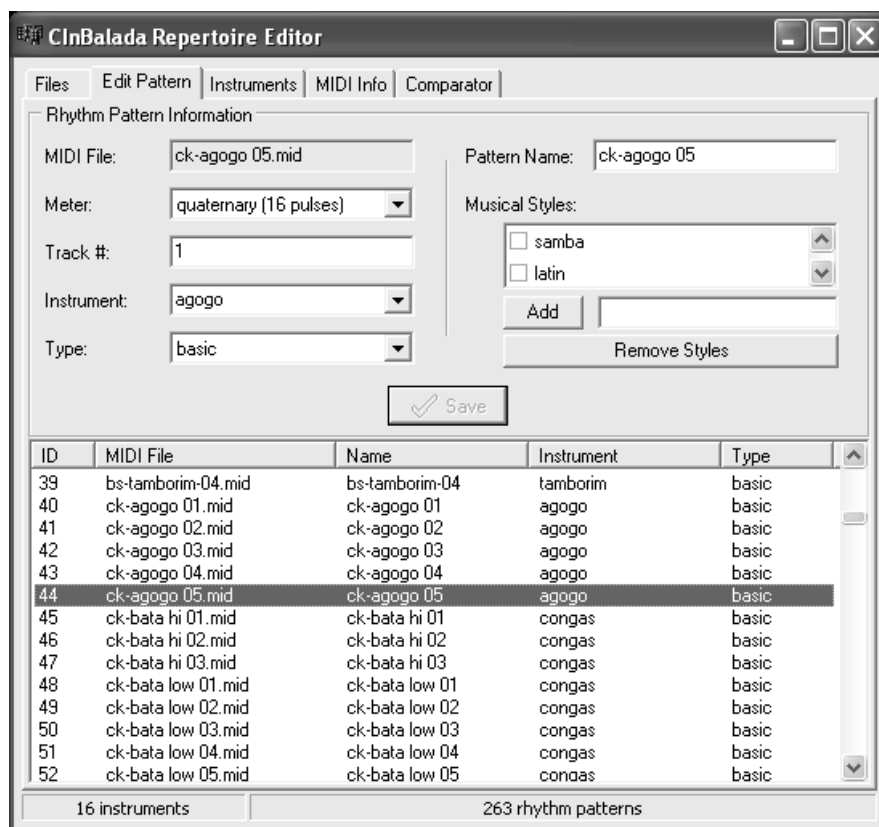 CInBalada Repertoire Editor
Files Edit Pattern Instruments MIDI Info Comparator
Rhythm Pattern Information
MIDI File: ck-agogo 05.mid Pattern Name: ck-agogo 05
Meter: quaternary (16 pulses) Musical Styles:
samba
Track #: 1
latin
Instrument: agogo Add
Type: basic Remove Styles
Save
ID MIDI File Name Instrument Type
39 bs-tamborim-04.mid bs-tamborim-04 tamborim basic
40 ck-agogo 01.mid ck-agogo 01 agogo basic
41 ck-agogo 02.mid ck-agogo 02 agogo basic
42 ck-agogo 03.mid ck-agogo 03 agogo basic
43 ck-agogo 04.mid ck-agogo 04 agogo basic
44 ck-agogo 05.mid ck-agogo 05 agogo basic
45 ck-bata hi 01.mid ck-bata hi 01 congas basic
46 ck-bata hi 02.mid ck-bata hi 02 congas basic
47 ck-bata hi 03.mid ck-bata hi 03 congas basic
48 ck-bata low 01.mid ck-bata low 01 congas basic
49 ck-bata low 02.mid ck-bata low 02 congas basic
50 ck-bata low 03.mid ck-bata low 03 congas basic
51 ck-bata low 04.mid ck-bata low 04 congas basic
52 ck-bata low 05.mid ck-bata low 05 congas basic
16 instruments 263 rhythm patterns